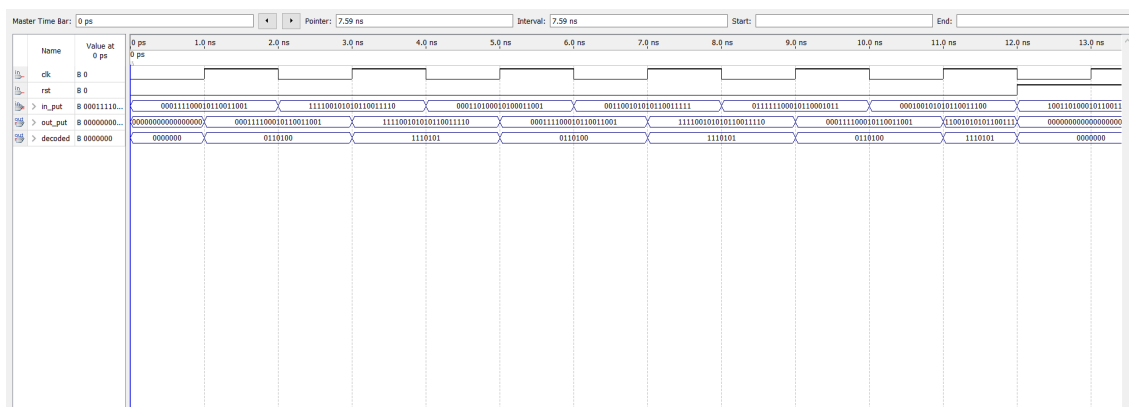 Master Time Bar: 0 ps Pointer: 7.59 ns Interval: 7.59 ns Start: End:
Name Value at 0 ps 0 ps 1.0 ns 2.0 ns 3.0 ns 4.0 ns 5.0 ns 6.0 ns 7.0 ns 8.0 ns 9.0 ns 10.0 ns 11.0 ns 12.0 ns 13.0 ns
0 ps
clk B 0
rst B 0
in_put B 00011110... 000111100010110011001 111100101010110011110 000110100010100011001 001100101010110011111 011111100010110001011 000100101010110011100 100110100010110011
out_put B 00000000... 000000000000000000 000111100010110011001 111100101010110011110 000111100010110011001 111100101010110011110 000111100010110011001 11001010101100111 0000000000000000000
decoded B 0000000 0000000 0110100 1110101 0110100 1110101 0110100 1110101 0000000